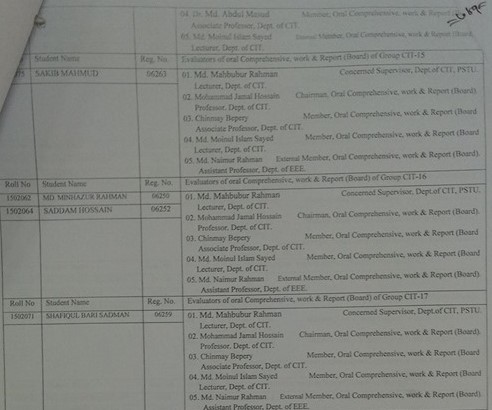 04. Dr. Md. Abdul Masud Member, Oral Comprehensive, work & Report
Associate Professor, Dept. of CIT.
05. Md. Moinul Islam Sayed External Member, Oral Comprehensive, work & Report (Board)
Lecturer, Dept. of CIT.
Student Name Reg. No. Evaluators of oral Comprehensive, work & Report (Board) of Group CIT-15
SAKIB MAHMUD 06263 01. Md. Mahbubur Rahman Concerned Supervisor, Dept.of CIT, PSTU.
Lecturer, Dept. of CIT.
02. Mohammad Jamal Hossain Chairman, Oral Comprehensive, work & Report (Board).
Professor, Dept. of CIT.
03. Chinmay Bepery Member, Oral Comprehensive, work & Report (Board)
Associate Professor, Dept. of CIT.
04. Md. Moinul Islam Sayed Member, Oral Comprehensive, work & Report (Board)
Lecturer, Dept. of CIT.
05. Md. Naimur Rahman External Member, Oral Comprehensive, work & Report (Board)
Assistant Professor, Dept. of EEE.
Roll No Student Name Reg. No. Evaluators of oral Comprehensive, work & Report (Board) of Group CIT-16
1502062 MD. MINHAZUR RAHMAN 06250 01. Md. Mahbubur Rahman Concerned Supervisor, Dept.of CIT, PSTU.
Lecturer, Dept. of CIT.
1502064 SADDAM HOSSAIN 06252 02. Mohammad Jamal Hossain Chairman, Oral Comprehensive, work & Report (Board).
Professor. Dept. of CIT.
03. Chinmay Bepery Member, Oral Comprehensive, work & Report (Board).
Associate Professor, Dept. of CIT.
04. Md. Moinul Islam Sayed Member, Oral Comprehensive, work & Report (Board).
Lecturer, Dept. of CIT.
05. Md. Naimur Rahman External Member, Oral Comprehensive, work & Report (Board).
Assistant Professor, Dept. of EEE.
Roll No Student Name Reg. No. Evaluators of oral Comprehensive, work & Report (Board) of Group CIT-17
1502071 SHAFIQUL BARI SADMAN 06259 01. Md. Mahbubur Rahman Concerned Supervisor, Dept.of CIT, PSTU.
Lecturer, Dept. of CIT.
02. Mohammad Jamal Hossain Chairman, Oral Comprehensive, work & Report (Board).
Professor, Dept. of CIT.
03. Chinmay Bepery Member, Oral Comprehensive, work & Report (Board).
Associate Professor, Dept. of CIT.
04. Md. Moinul Islam Sayed Member, Oral Comprehensive, work & Report (Board).
Lecturer, Dept. of CIT.
05. Md. Naimur Rahman External Member, Oral Comprehensive, work & Report (Board).
Assistant Professor, Dept. of EEE.